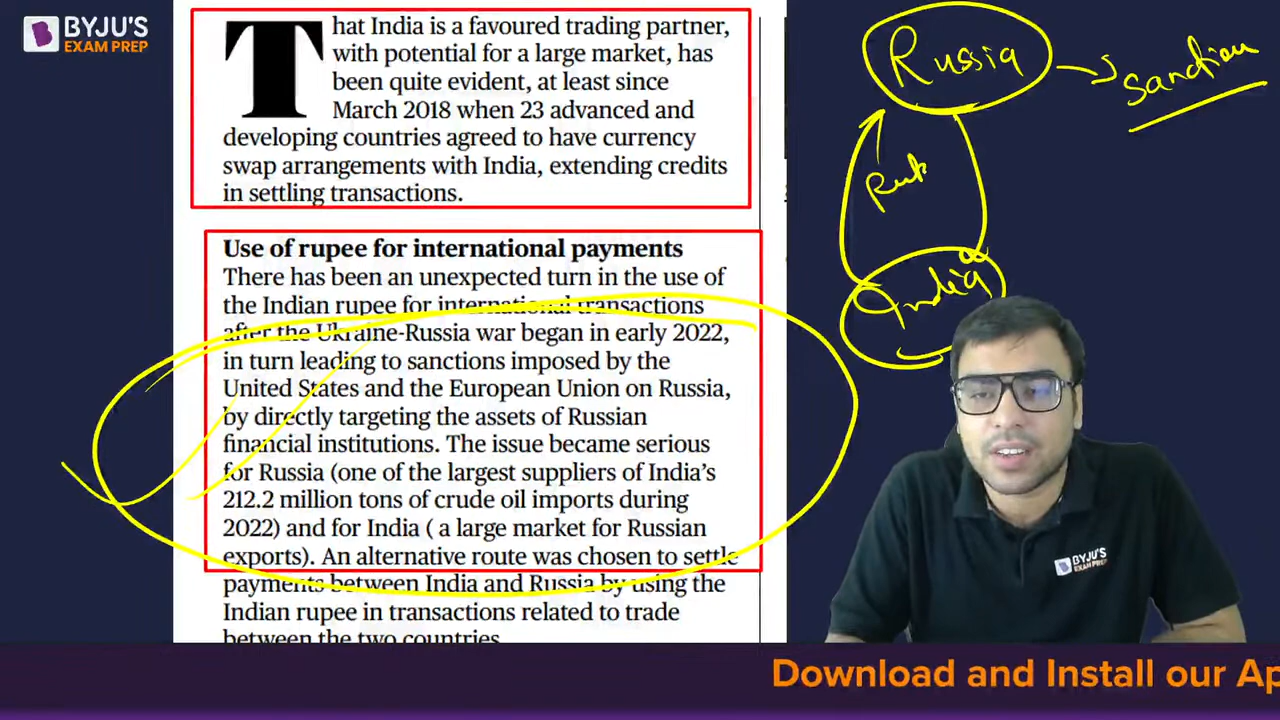 BYJU'S
EXAM PREP
That India is a favoured trading partner,
with potential for a large market, has
been quite evident, at least since
March 2018 when 23 advanced and
developing countries agreed to have currency
swap arrangements with India, extending credits
in settling transactions.
Use of rupee for international payments
There has been an unexpected turn in the use of
the Indian rupee for international transactions
after the Ukraine-Russia war began in early 2022,
in turn leading to sanctions imposed by the
United States and the European Union on Russia,
by directly targeting the assets of Russian
financial institutions. The issue became serious
for Russia (one of the largest suppliers of India's
212.2 million tons of crude oil imports during
2022) and for India ( a large market for Russian
exports). An alternative route was chosen to settle
payments between India and Russia by using the
Indian rupee in transactions related to trade
between the two countries.
Russia
India
BYJU'S
EXAM PREP
Download and Install our Ap